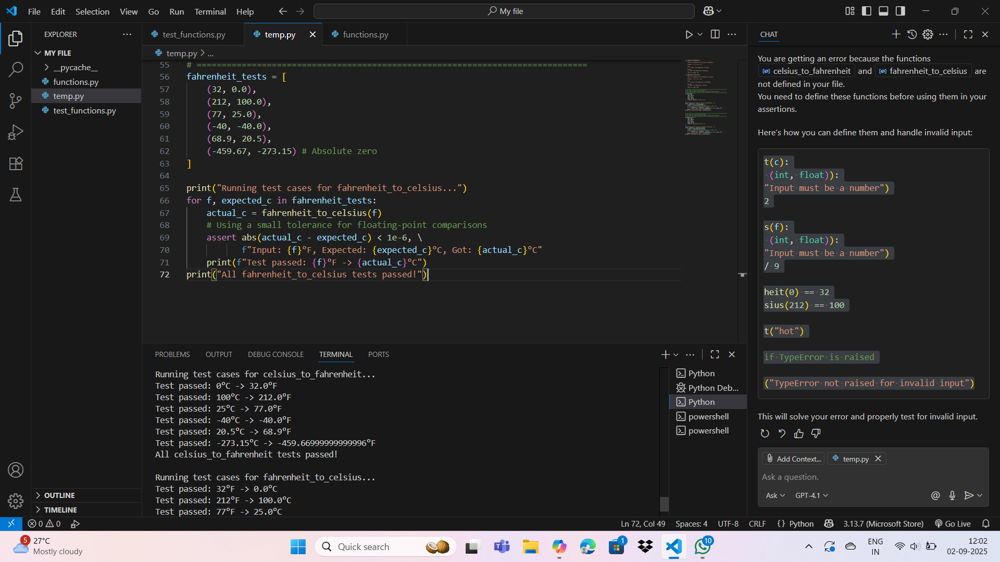 File Edit Selection View Go Run Terminal Help
My file
EXPLORER
MY FILE
__pycache__
functions.py
temp.py
test_functions.py
OUTLINE
TIMELINE
test_functions.py
temp.py
functions.py
temp.py > ...
55 # ==============================================================================
56 fahrenheit_tests = [
57 (32, 0.0),
58 (212, 100.0),
59 (77, 25.0),
60 (-40, -40.0),
61 (68.9, 20.5),
62 (-459.67, -273.15) # Absolute zero
63 ]
64
65 print("Running test cases for fahrenheit_to_celsius...")
66 for f, expected_c in fahrenheit_tests:
67 actual_c = fahrenheit_to_celsius(f)
68 # Using a small tolerance for floating-point comparisons
69 assert abs(actual_c - expected_c) < 1e-6, \
70 f"Input: {f}°F, Expected: {expected_c}°C, Got: {actual_c}°C"
71 print(f"Test passed: {f}°F -> {actual_c}°C")
72 print("All fahrenheit_to_celsius tests passed!")
PROBLEMS OUTPUT DEBUG CONSOLE TERMINAL PORTS
Running test cases for celsius_to_fahrenheit...
Test passed: 0°C -> 32.0°F
Test passed: 100°C -> 212.0°F
Test passed: 25°C -> 77.0°F
Test passed: -40°C -> -40.0°F
Test passed: 20.5°C -> 68.9°F
Test passed: -273.15°C -> -459.66999999999996°F
All celsius_to_fahrenheit tests passed!
Running test cases for fahrenheit_to_celsius...
Test passed: 32°F -> 0.0°C
Test passed: 212°F -> 100.0°C
Test passed: 77°F -> 25.0°C
Python
Python Deb...
Python
powershell
powershell
CHAT
You are getting an error because the functions
celsius_to_fahrenheit and fahrenheit_to_celsius are
not defined in your file.
You need to define these functions before using them in your
assertions.
Here's how you can define them and handle invalid input:
t(c):
(int, float)):
"Input must be a number")
2
s(f):
(int, float)):
"Input must be a number")
/ 9
heit(0) == 32
sius(212) == 100
t("hot")
if TypeError is raised
("TypeError not raised for invalid input")
This will solve your error and properly test for invalid input.
Add Context...
temp.py
Ask a question.
Ask
GPT-4.1
0 0
Ln 72, Col 49 Spaces: 4 UTF-8 CRLF {} Python 3.13.7 (Microsoft Store) Go Live
5
27°C
Mostly cloudy
Quick search
1
10
ENG
IN
12:02
02-09-2025